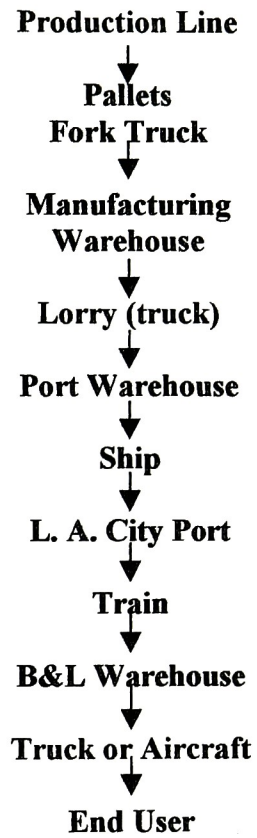 Production Line
Pallets
Fork Truck
Manufacturing
Warehouse
Lorry (truck)
Port Warehouse
Ship
L. A. City Port
Train
B&L Warehouse
Truck or Aircraft
End User